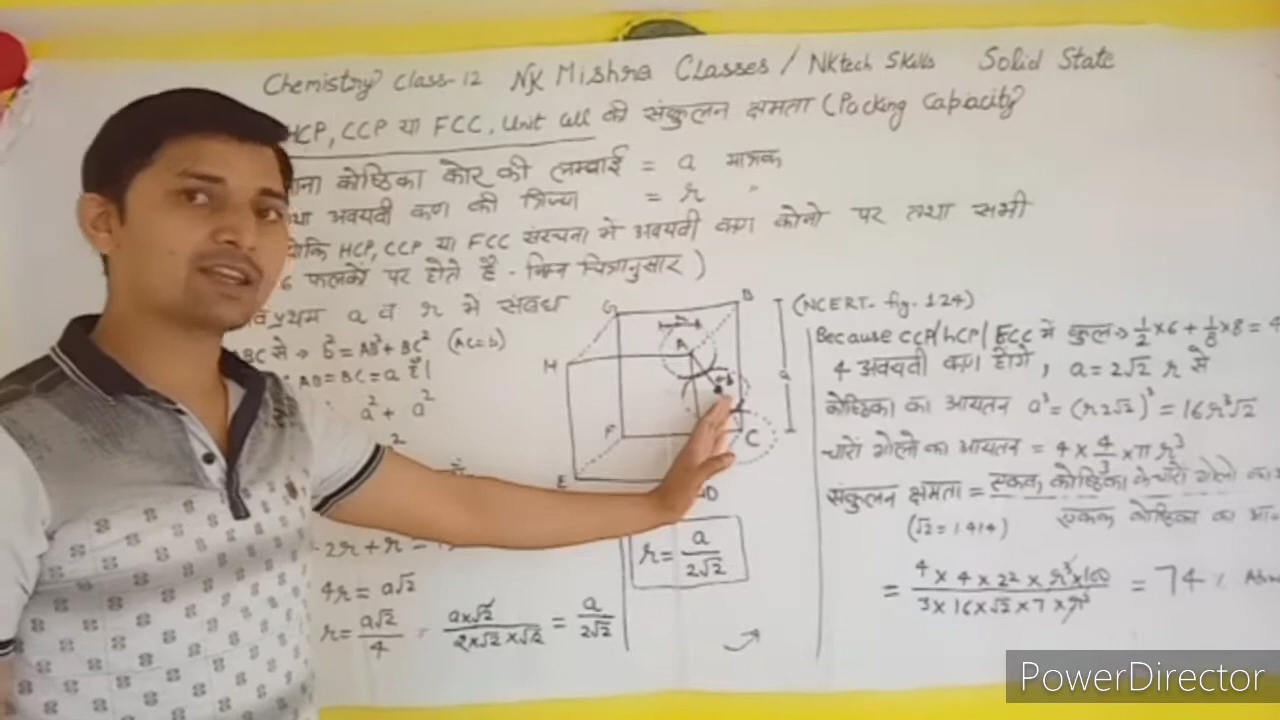 Chemistry Class-12 NK Mishra Classes / NKtech Skills Solid State
HCP, CCP या FCC, Unit Cell की संकुलन क्षमता (Packing Capiacity
माना कोष्ठिका कोर की लम्बाई = a मात्रक
अवयवी कण की त्रिज्या = r "
HCP, CCP या FCC संरचना में अवयवी कण कोनो पर तथा सभी
6 फलकों पर होते है - निम्न चित्रानुसार )
a व r में संबंध
ABC से → b² = AB² + BC² (AC=b)
AB = BC = a है।
a² + a²
2
2r + r =
4r = a√2
r = a√2/4 = a×√2/2×√2×√2 = a/2√2
G B
A
H
b
a
F C
E D
r = a/2√2
(NCERT- fig- 1.24)
Because CCP/HCP/FCC में कुल → 1/2×6 + 1/8×8 = 4
4 अवयवी कण होंगे, a = 2√2 r से
कोष्ठिका का आयतन a³ = (r2√2)³ = 16r³√2
चारों गोलो का आयतन = 4 × 4/3 × π r³
संकुलन क्षमता = एकक कोष्ठिका के चारों गोलो का
एकक कोष्ठिका का आ
(√2 = 1.414)
= 4 × 4 × 22 × r³ × 100 / 3 × 16 × √2 × 7 × r³ = 74 %
PowerDirector